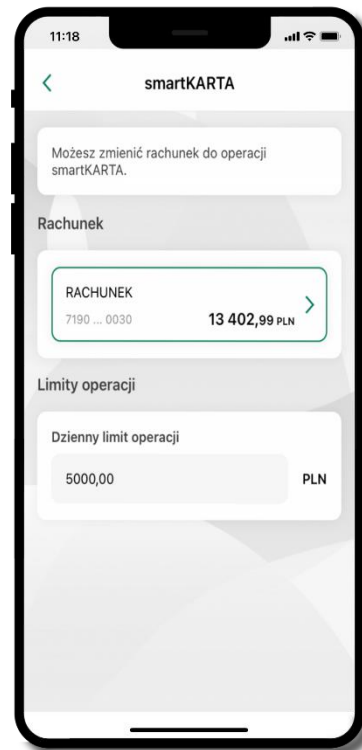 11:18
smartKARTA
Możesz zmienić rachunek do operacji
smartKARTA.
Rachunek
RACHUNEK
7190 ... 0030
13 402,99 PLN
Limity operacji
Dzienny limit operacji
5000,00
PLN